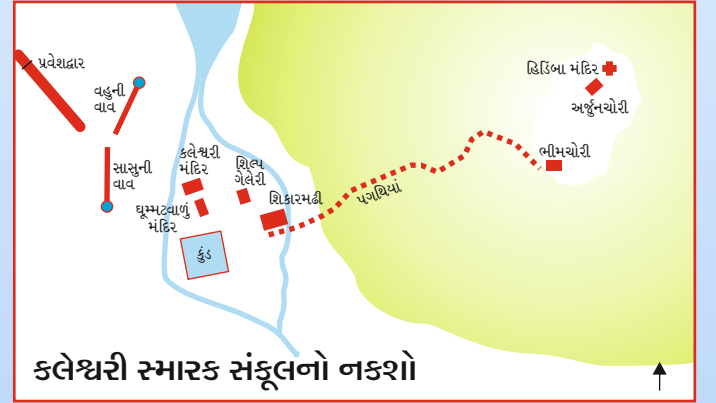 પ્રવેશદ્વાર
વહુની
વાવ
સાસુની
વાવ
કલેશ્વરી
મંદિર
શિલ્પ
ગેલેરી
ઘૂમ્મટવાળું
મંદિર
શિકારમઢી
કુંડ
પગથિયાં
હિડિંબા મંદિર
અર્જુનચોરી
ભીમચોરી
કલેશ્વરી સ્મારક સંકૂલનો નકશો